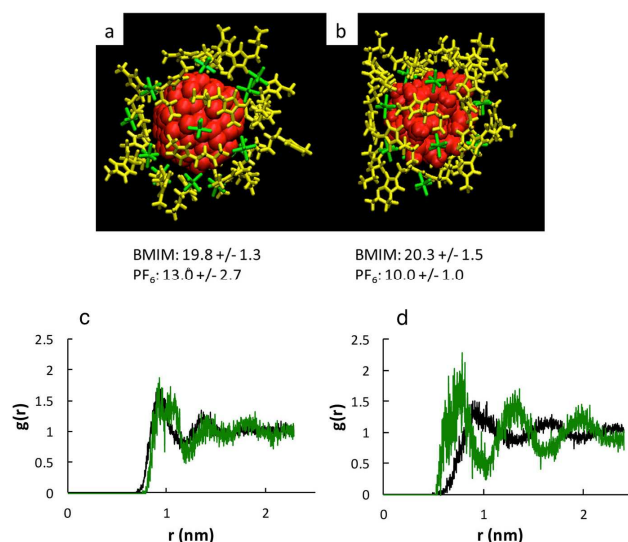 a
b
BMIM: 19.8 +/- 1.3
PF6: 13.0 +/- 2.7
BMIM: 20.3 +/- 1.5
PF6: 10.0 +/- 1.0
c
2.5
2
1.5
1
0.5
0
g(r)
0
1
2
r (nm)
d
2.5
2
1.5
1
0.5
0
g(r)
0
1
2
r (nm)